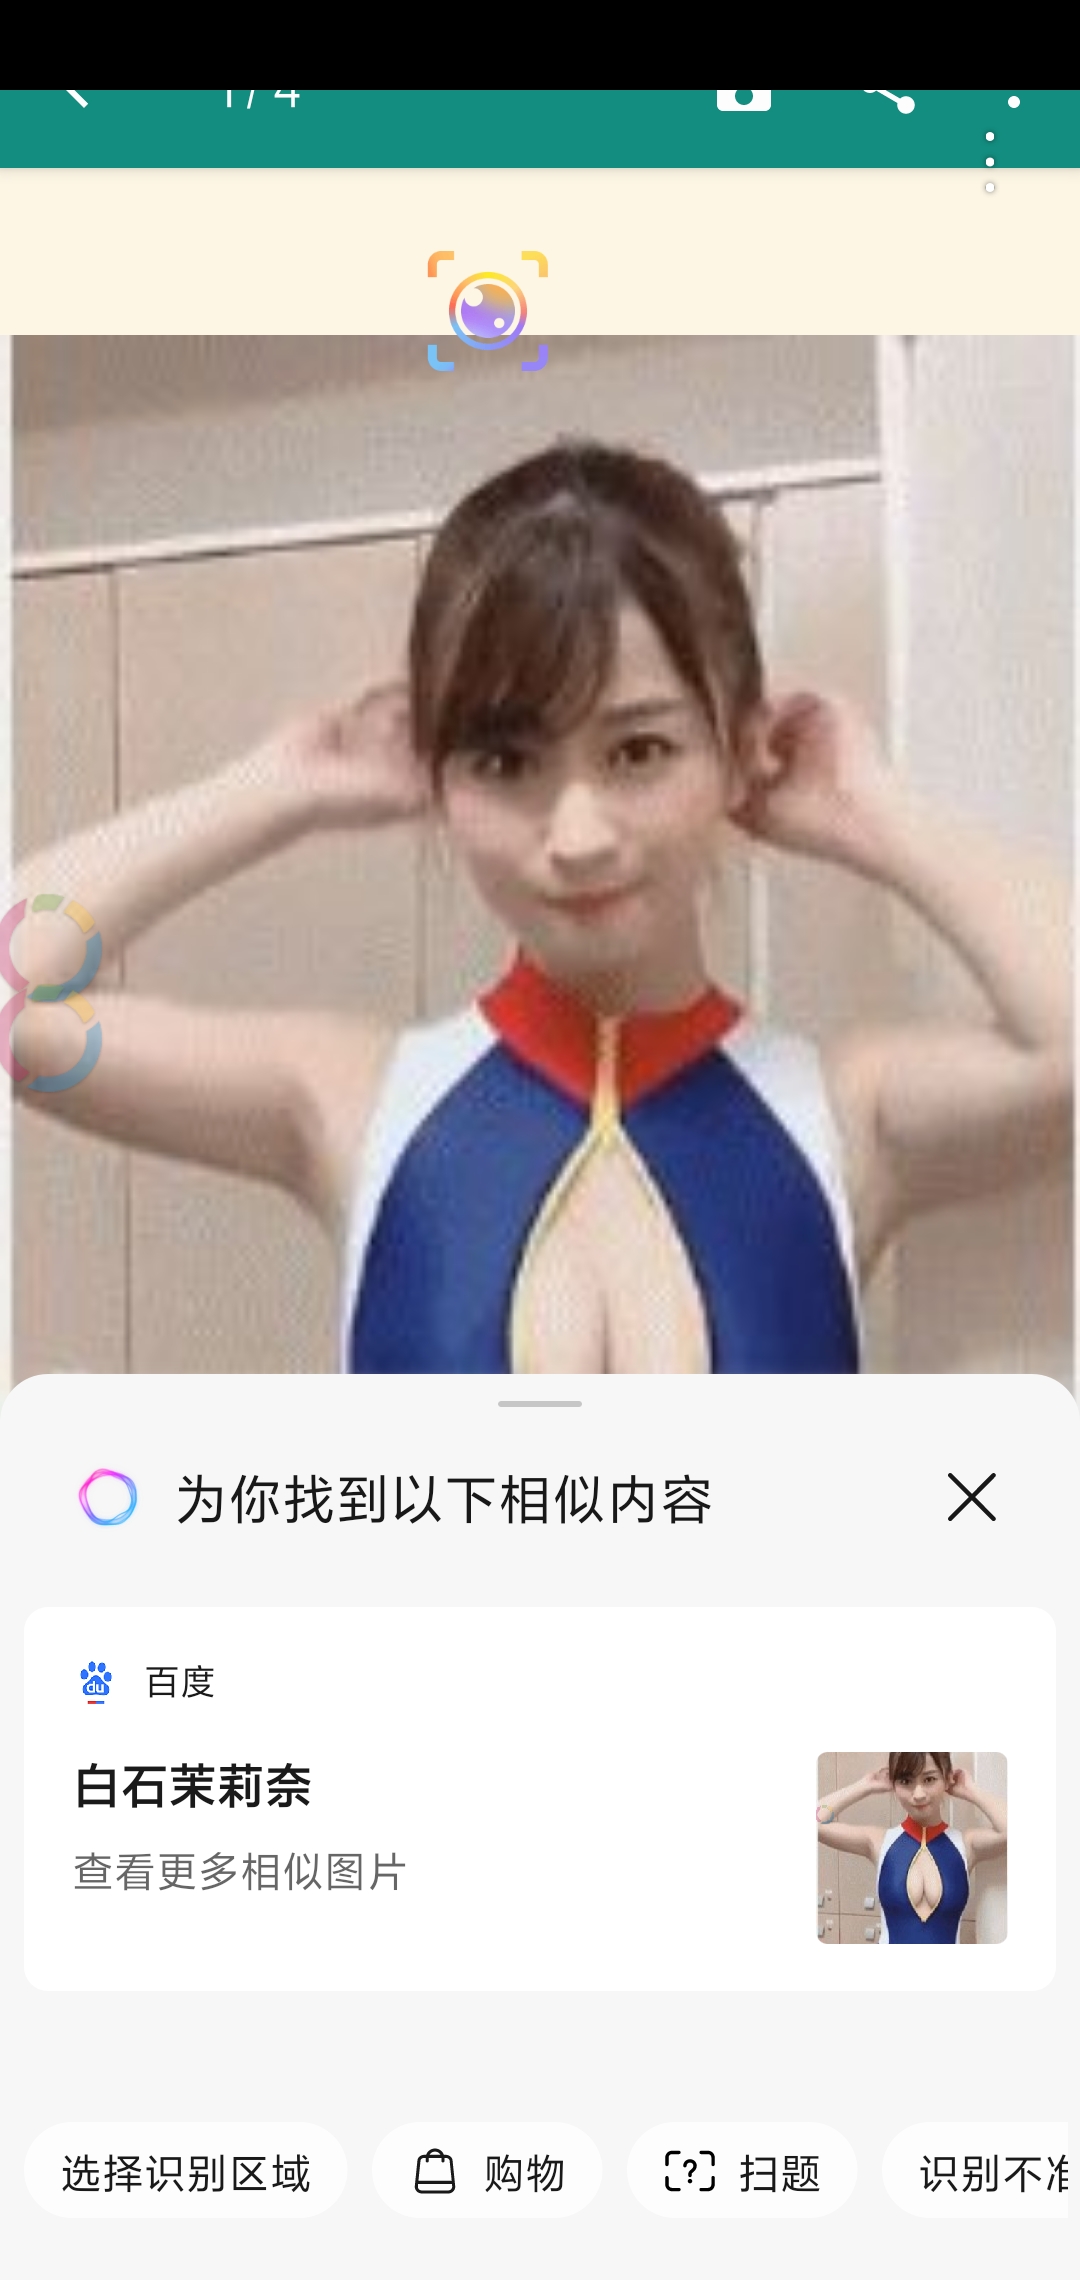 1/4
为你找到以下相似内容
du
百度
白石茉莉奈
查看更多相似图片
选择识别区域
购物
扫题
识别不准